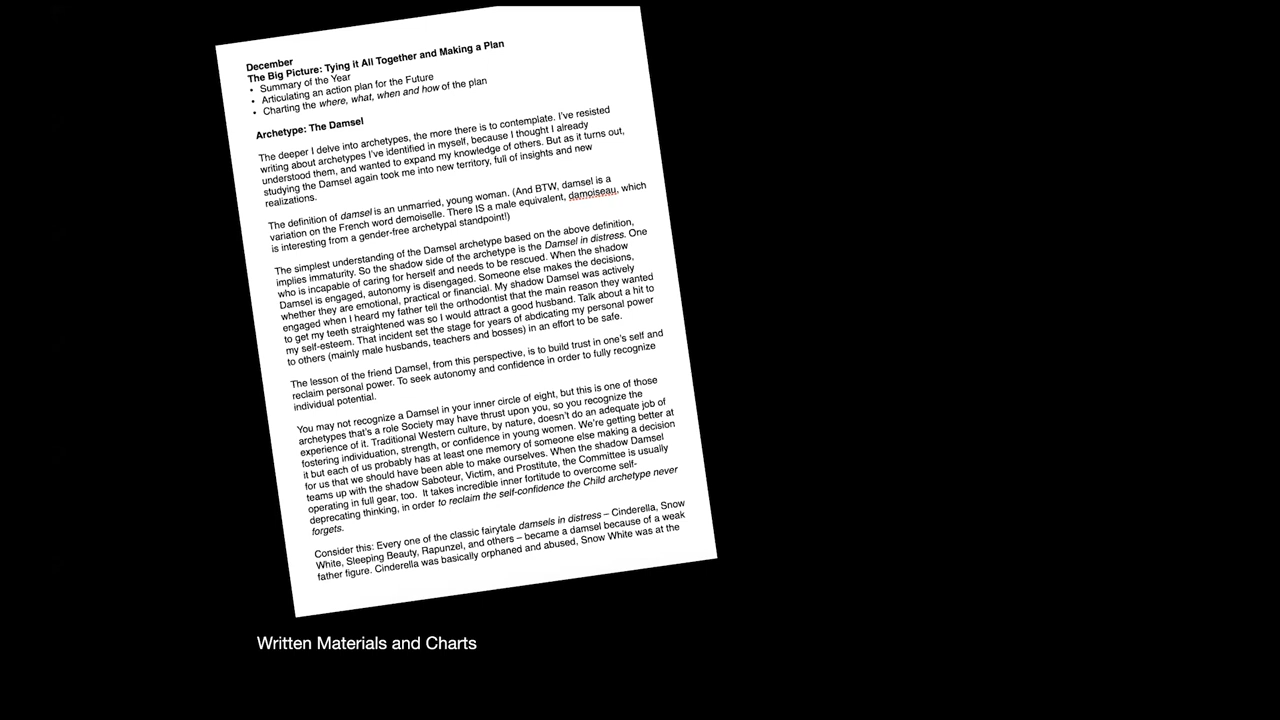 December
The Big Picture: Tying it All Together and Making a Plan
• Summary of the Year
• Articulating an action plan for the Future
• Charting the where, what, when and how of the plan
Archetype: The Damsel
The deeper I delve into archetypes, the more there is to contemplate. I've resisted
writing about archetypes I've identified in myself, because I thought I already
understood them, and wanted to expand my knowledge of others. But as it turns out,
studying the Damsel again took me into new territory, full of insights and new
realizations.
The definition of damsel is an unmarried, young woman. (And BTW, damsel is a
variation on the French word demoiselle. There IS a male equivalent, damoiseau, which
is interesting from a gender-free archetypal standpoint!)
The simplest understanding of the Damsel archetype based on the above definition,
implies immaturity. So the shadow side of the archetype is the Damsel in distress. One
who is incapable of caring for herself and needs to be rescued. When the shadow
Damsel is engaged, autonomy is disengaged. Someone else makes the decisions,
whether they are emotional, practical or financial. My shadow Damsel was actively
engaged when I heard my father tell the orthodontist that the main reason they wanted
to get my teeth straightened was so I would attract a good husband. Talk about a hit to
my self-esteem. That incident set the stage for years of abdicating my personal power
to others (mainly male husbands, teachers and bosses) in an effort to be safe.
The lesson of the friend Damsel, from this perspective, is to build trust in one's self and
reclaim personal power. To seek autonomy and confidence in order to fully recognize
individual potential.
You may not recognize a Damsel in your inner circle of eight, but this is one of those
archetypes that's a role Society may have thrust upon you, so you recognize the
experience of it. Traditional Western culture, by nature, doesn't do an adequate job of
fostering individuation, strength, or confidence in young women. We're getting better at
it but each of us probably has at least one memory of someone else making a decision
for us that we should have been able to make ourselves. When the shadow Damsel
teams up with the shadow Saboteur, Victim, and Prostitute, the Committee is usually
operating in full gear, too. It takes incredible inner fortitude to overcome self-
deprecating thinking, in order to reclaim the self-confidence the Child archetype never
forgets.
Consider this: Every one of the classic fairytale damsels in distress – Cinderella, Snow
White, Sleeping Beauty, Rapunzel, and others – became a damsel because of a weak
father figure. Cinderella was basically orphaned and abused, Snow White was at the
Written Materials and Charts